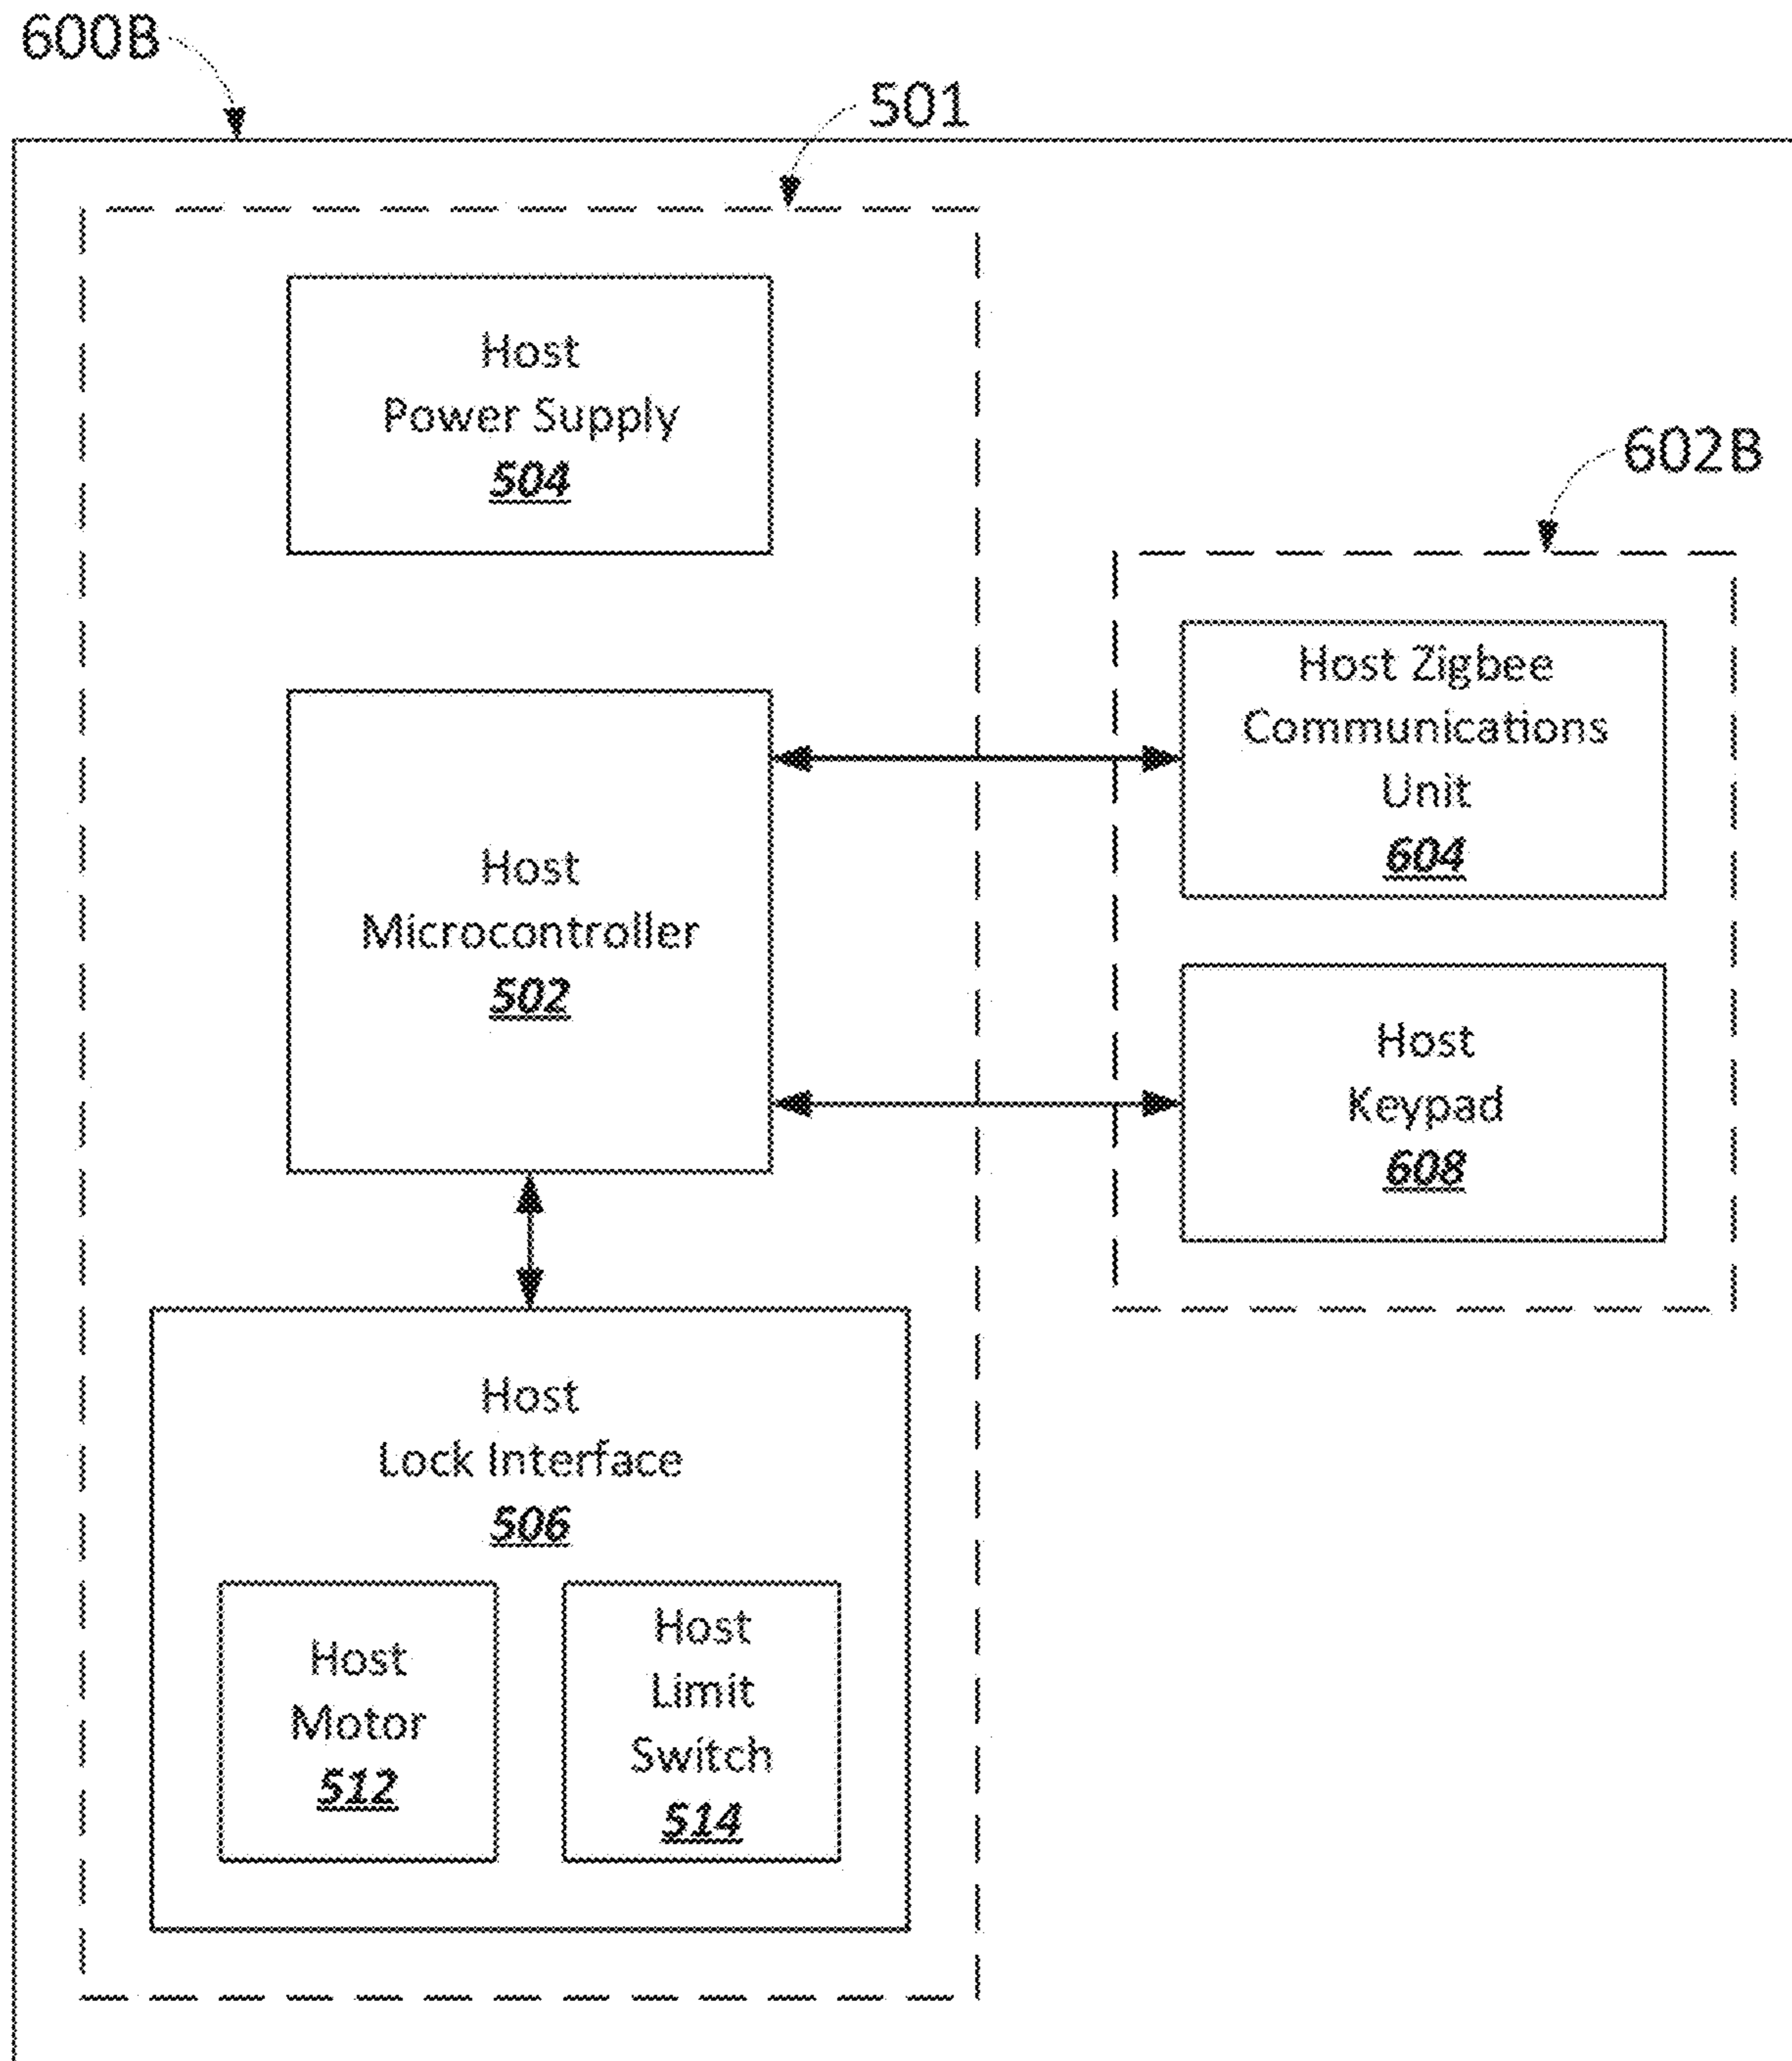 600B
501
Host
Power Supply
504
602B
Host Zigbee
Communications
Unit
604
Host
Microcontroller
502
Host
Keypad
608
Host
Lock Interface
506
Host
Motor
512
Host
Limit
Switch
514